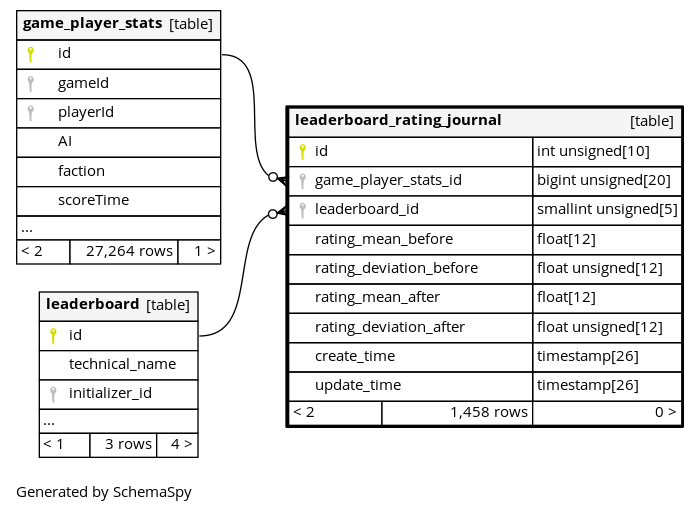 game_player_stats [table]
id
gameId
playerId
AI
faction
scoreTime
...
< 2 27,264 rows 1 >
leaderboard [table]
id
technical_name
initializer_id
...
< 1 3 rows 4 >
leaderboard_rating_journal [table]
id int unsigned[10]
game_player_stats_id bigint unsigned[20]
leaderboard_id smallint unsigned[5]
rating_mean_before float[12]
rating_deviation_before float unsigned[12]
rating_mean_after float[12]
rating_deviation_after float unsigned[12]
create_time timestamp[26]
update_time timestamp[26]
< 2 1,458 rows 0 >
Generated by SchemaSpy